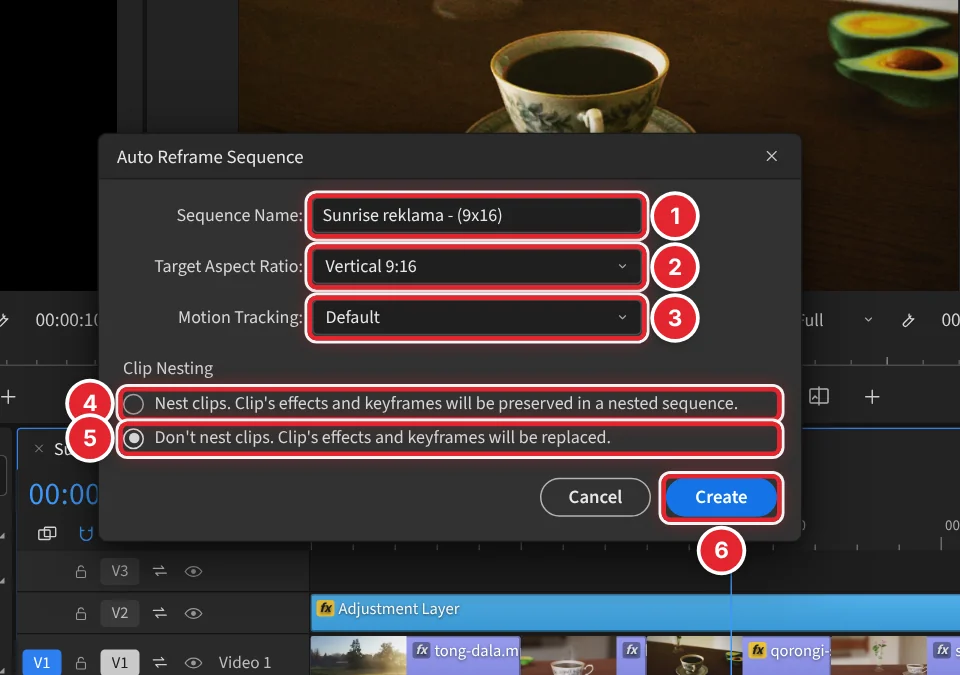 Auto Reframe Sequence
Sequence Name: Sunrise reklama - (9x16) 1
Target Aspect Ratio: Vertical 9:16 2
Motion Tracking: Default 3
00:00:10
Full
00
Clip Nesting
4 Nest clips. Clip's effects and keyframes will be preserved in a nested sequence.
5 Don't nest clips. Clip's effects and keyframes will be replaced.
00:00
Cancel
Create
6
00
V3
V2
fx Adjustment Layer
V1 V1 Video 1
fx tong-dala.m
fx
fx qorongi-
fx